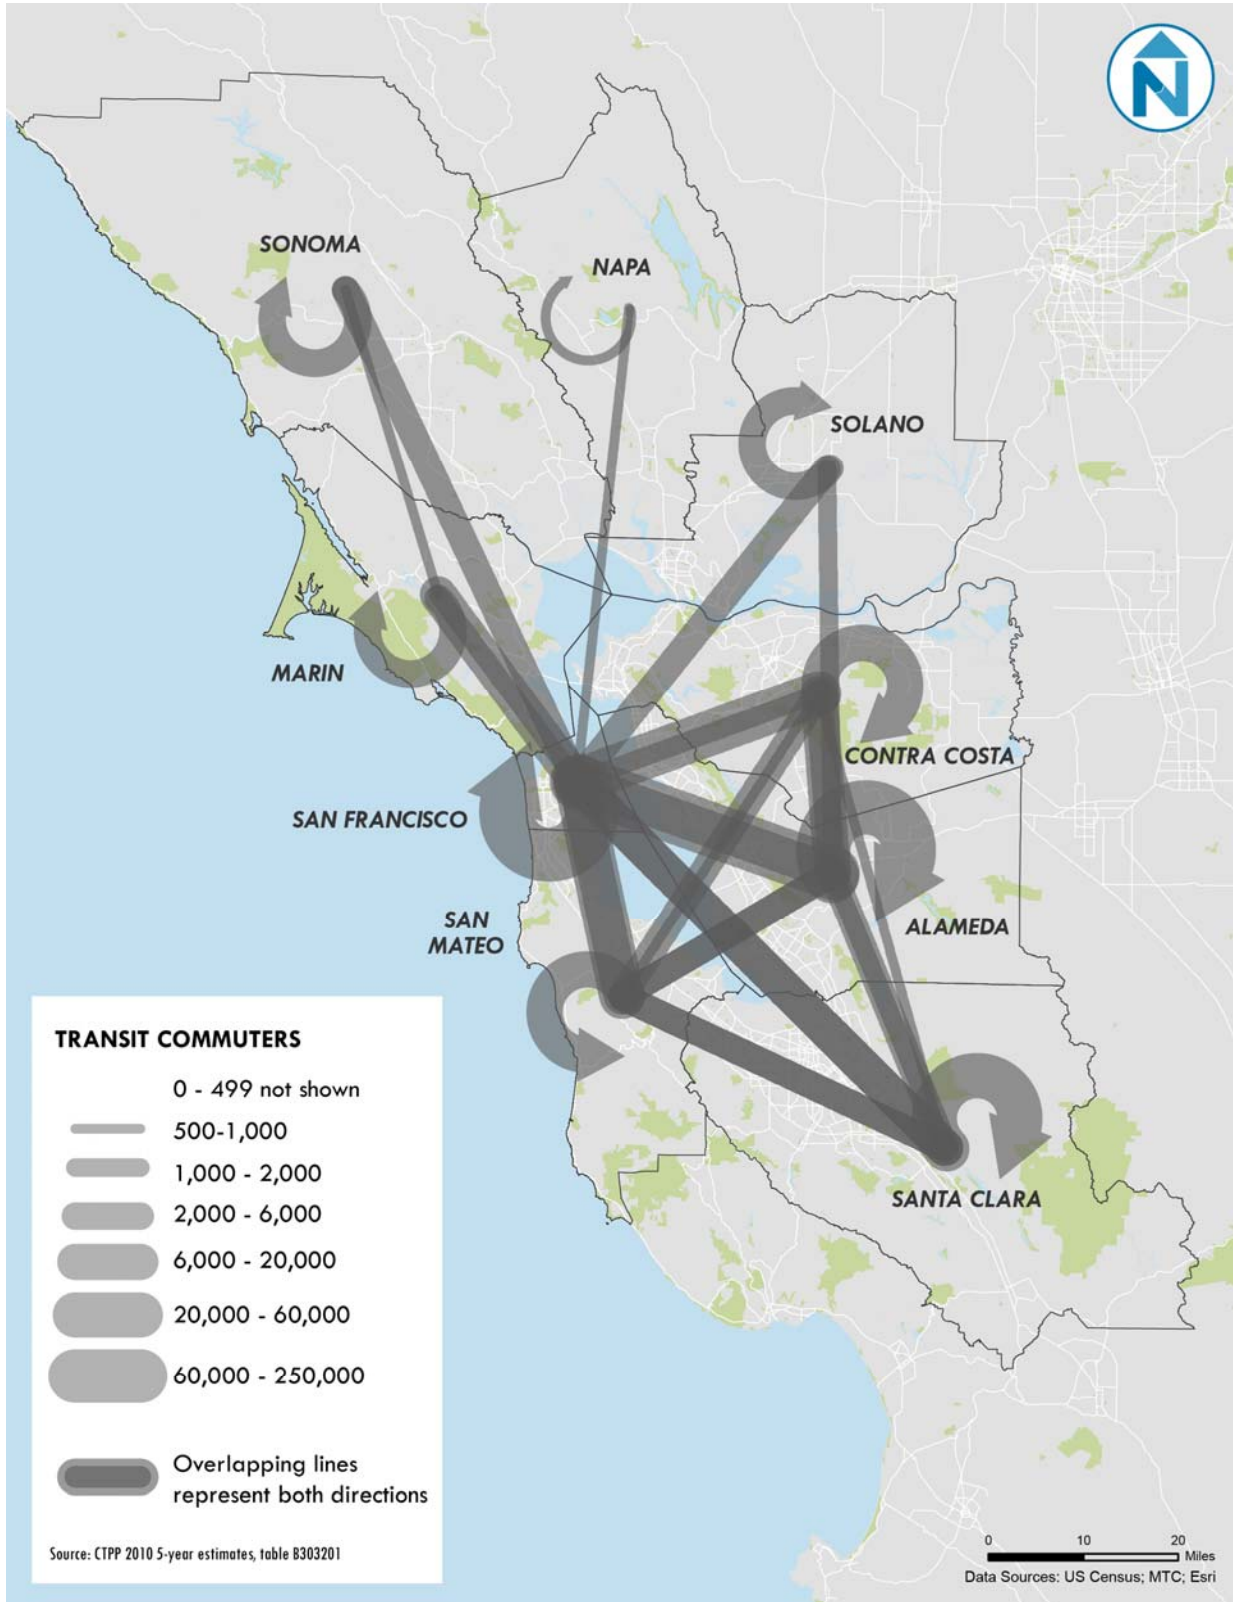 N
SONOMA
NAPA
SOLANO
MARIN
CONTRA COSTA
SAN FRANCISCO
SAN
MATEO
ALAMEDA
SANTA CLARA
TRANSIT COMMUTERS
0 - 499 not shown
500-1,000
1,000 - 2,000
2,000 - 6,000
6,000 - 20,000
20,000 - 60,000
60,000 - 250,000
Overlapping lines
represent both directions
Source: CTPP 2010 5-year estimates, table B303201
0 10 20
Miles
Data Sources: US Census; MTC; Esri